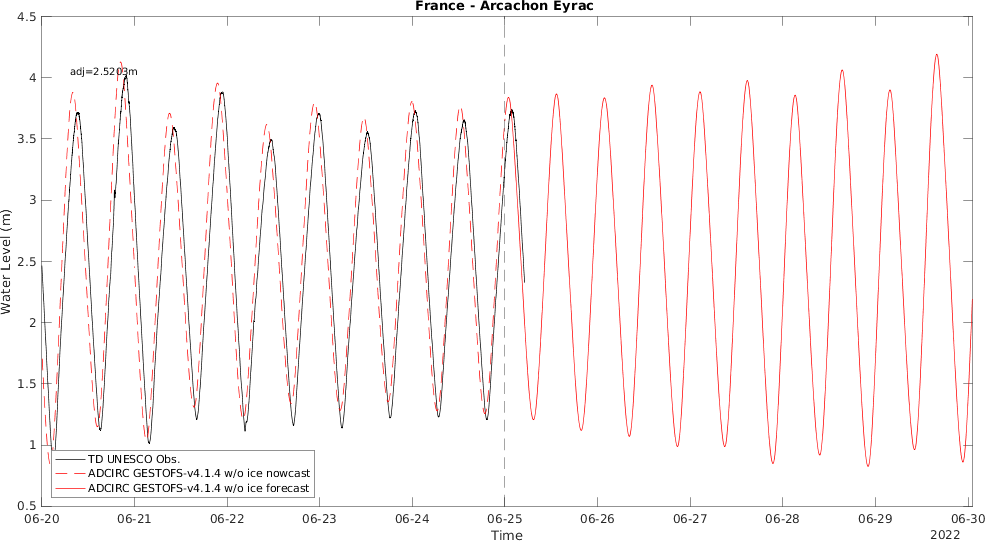 France - Arcachon Eyrac
4.5
4
3.5
3
2.5
2
1.5
1
0.5
Water Level (m)
adj=2.5203m
TD UNESCO Obs.
ADCIRC GESTOFS-v4.1.4 w/o ice nowcast
ADCIRC GESTOFS-v4.1.4 w/o ice forecast
06-20 06-21 06-22 06-23 06-24 06-25 06-26 06-27 06-28 06-29 06-30
Time
2022